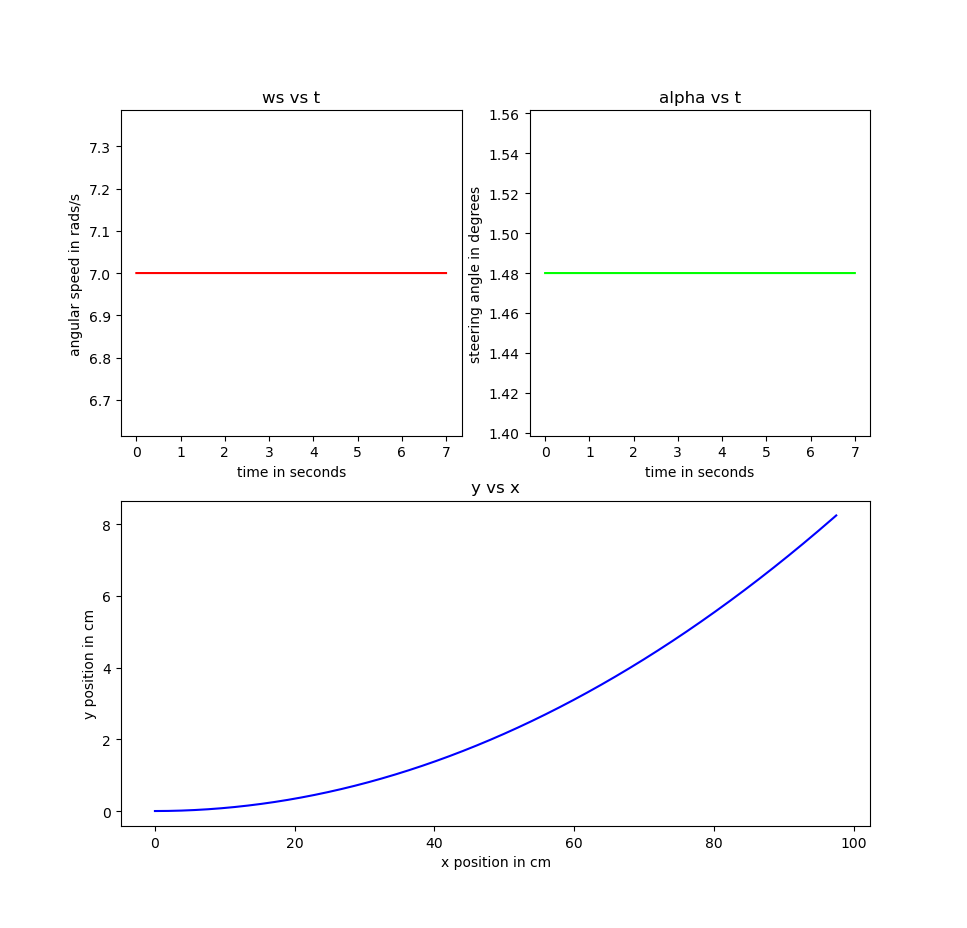 ws vs t
angular speed in rads/s
7.3
7.2
7.1
7.0
6.9
6.8
6.7
0 1 2 3 4 5 6 7
time in seconds
alpha vs t
steering angle in degrees
1.56
1.54
1.52
1.50
1.48
1.46
1.44
1.42
1.40
0 1 2 3 4 5 6 7
time in seconds
y vs x
y position in cm
8
6
4
2
0
0 20 40 60 80 100
x position in cm